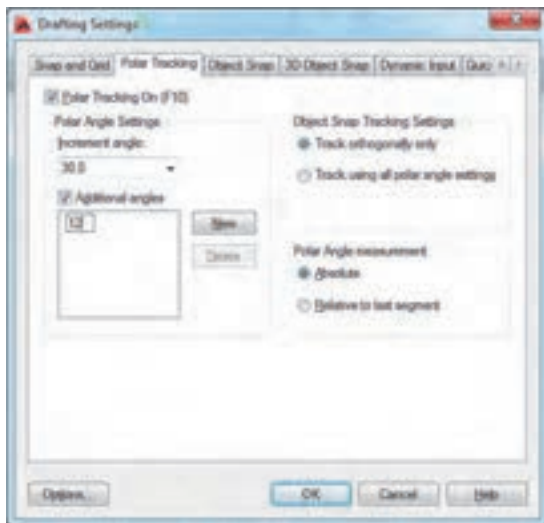 Drafting Settings
Snap and Grid
Polar Tracking
Object Snap
3D Object Snap
Dynamic Input
Quic
Polar Tracking On (F10)
Polar Angle Settings
Increment angle:
30.0
Additional angles
New
Delete
Object Snap Tracking Settings
Track orthogonally only
Track using all polar angle settings
Polar Angle measurement
Absolute
Relative to last segment
Options...
OK
Cancel
Help